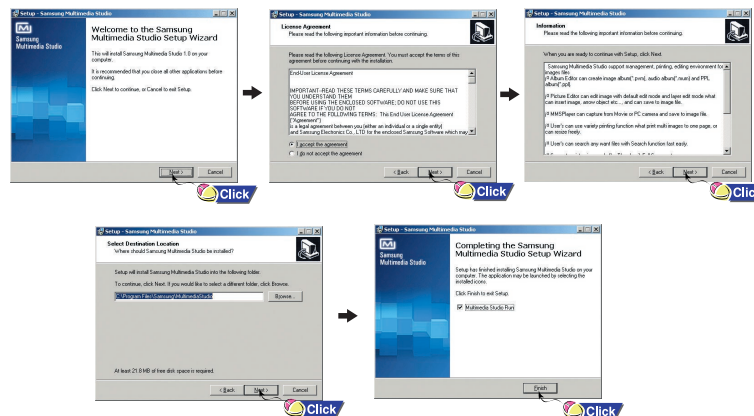 Setup - Samsung Multimedia Studio
Samsung
Multimedia Studio
Welcome to the Samsung
Multimedia Studio Setup Wizard
This will install Samsung Multimedia Studio 1.0 on your
computer.
It is recommended that you close all other applications before
continuing.
Click Next to continue, or Cancel to exit Setup.
Next >
Cancel
Click
Setup - Samsung Multimedia Studio
License Agreement
Please read the following important information before continuing.
Please read the following License Agreement. You must accept the terms of this
agreement before continuing with the installation.
End-User License Agreement
IMPORTANT-READ THESE TERMS CAREFULLY AND MAKE SURE THAT
YOU UNDERSTAND THEM
BEFORE USING THE ENCLOSED SOFTWARE; DO NOT USE THIS
SOFTWARE IF YOU DO NOT
AGREE TO THE FOLLOWING TERMS: This End User License Agreement
("Agreement")
is a legal agreement between you (either an individual or a single entity)
and Samsung Electronics Co., LTD for the enclosed Samsung Software which may
I accept the agreement
I do not accept the agreement
< Back
Next >
Cancel
Click
Setup - Samsung Multimedia Studio
Information
Please read the following important information before continuing.
When you are ready to continue with Setup, click Next.
Samsung Multimedia Studio support management, printing, editing environment for
images files.
Album Editor can create image album(*.pvm), audio album(*.mum) and PPL
album(*.ppl).
Picture Editor can edit image with default edit mode and layer edit mode what
can insert image, arrow object etc..., and can save to image file.
MMSPlayer can capture from Movie or PC camera and save to image file.
User's can use variety printing function what print multi images to one page, or
can resize freely.
User's can search any want files with Search function fast easily.
< Back
Next >
Cancel
Clic
Setup - Samsung Multimedia Studio
Select Destination Location
Where should Samsung Multimedia Studio be installed?
Setup will install Samsung Multimedia Studio into the following folder.
To continue, click Next. If you would like to select a different folder, click Browse.
C:\Program Files\Samsung\MultimediaStudio
Browse...
At least 21.8 MB of free disk space is required.
< Back
Next >
Cancel
Click
Setup - Samsung Multimedia Studio
Samsung
Multimedia Studio
Completing the Samsung
Multimedia Studio Setup Wizard
Setup has finished installing Samsung Multimedia Studio on your
computer. The application may be launched by selecting the
installed icons.
Click Finish to exit Setup.
Multimedia Studio Run
Finish
Click